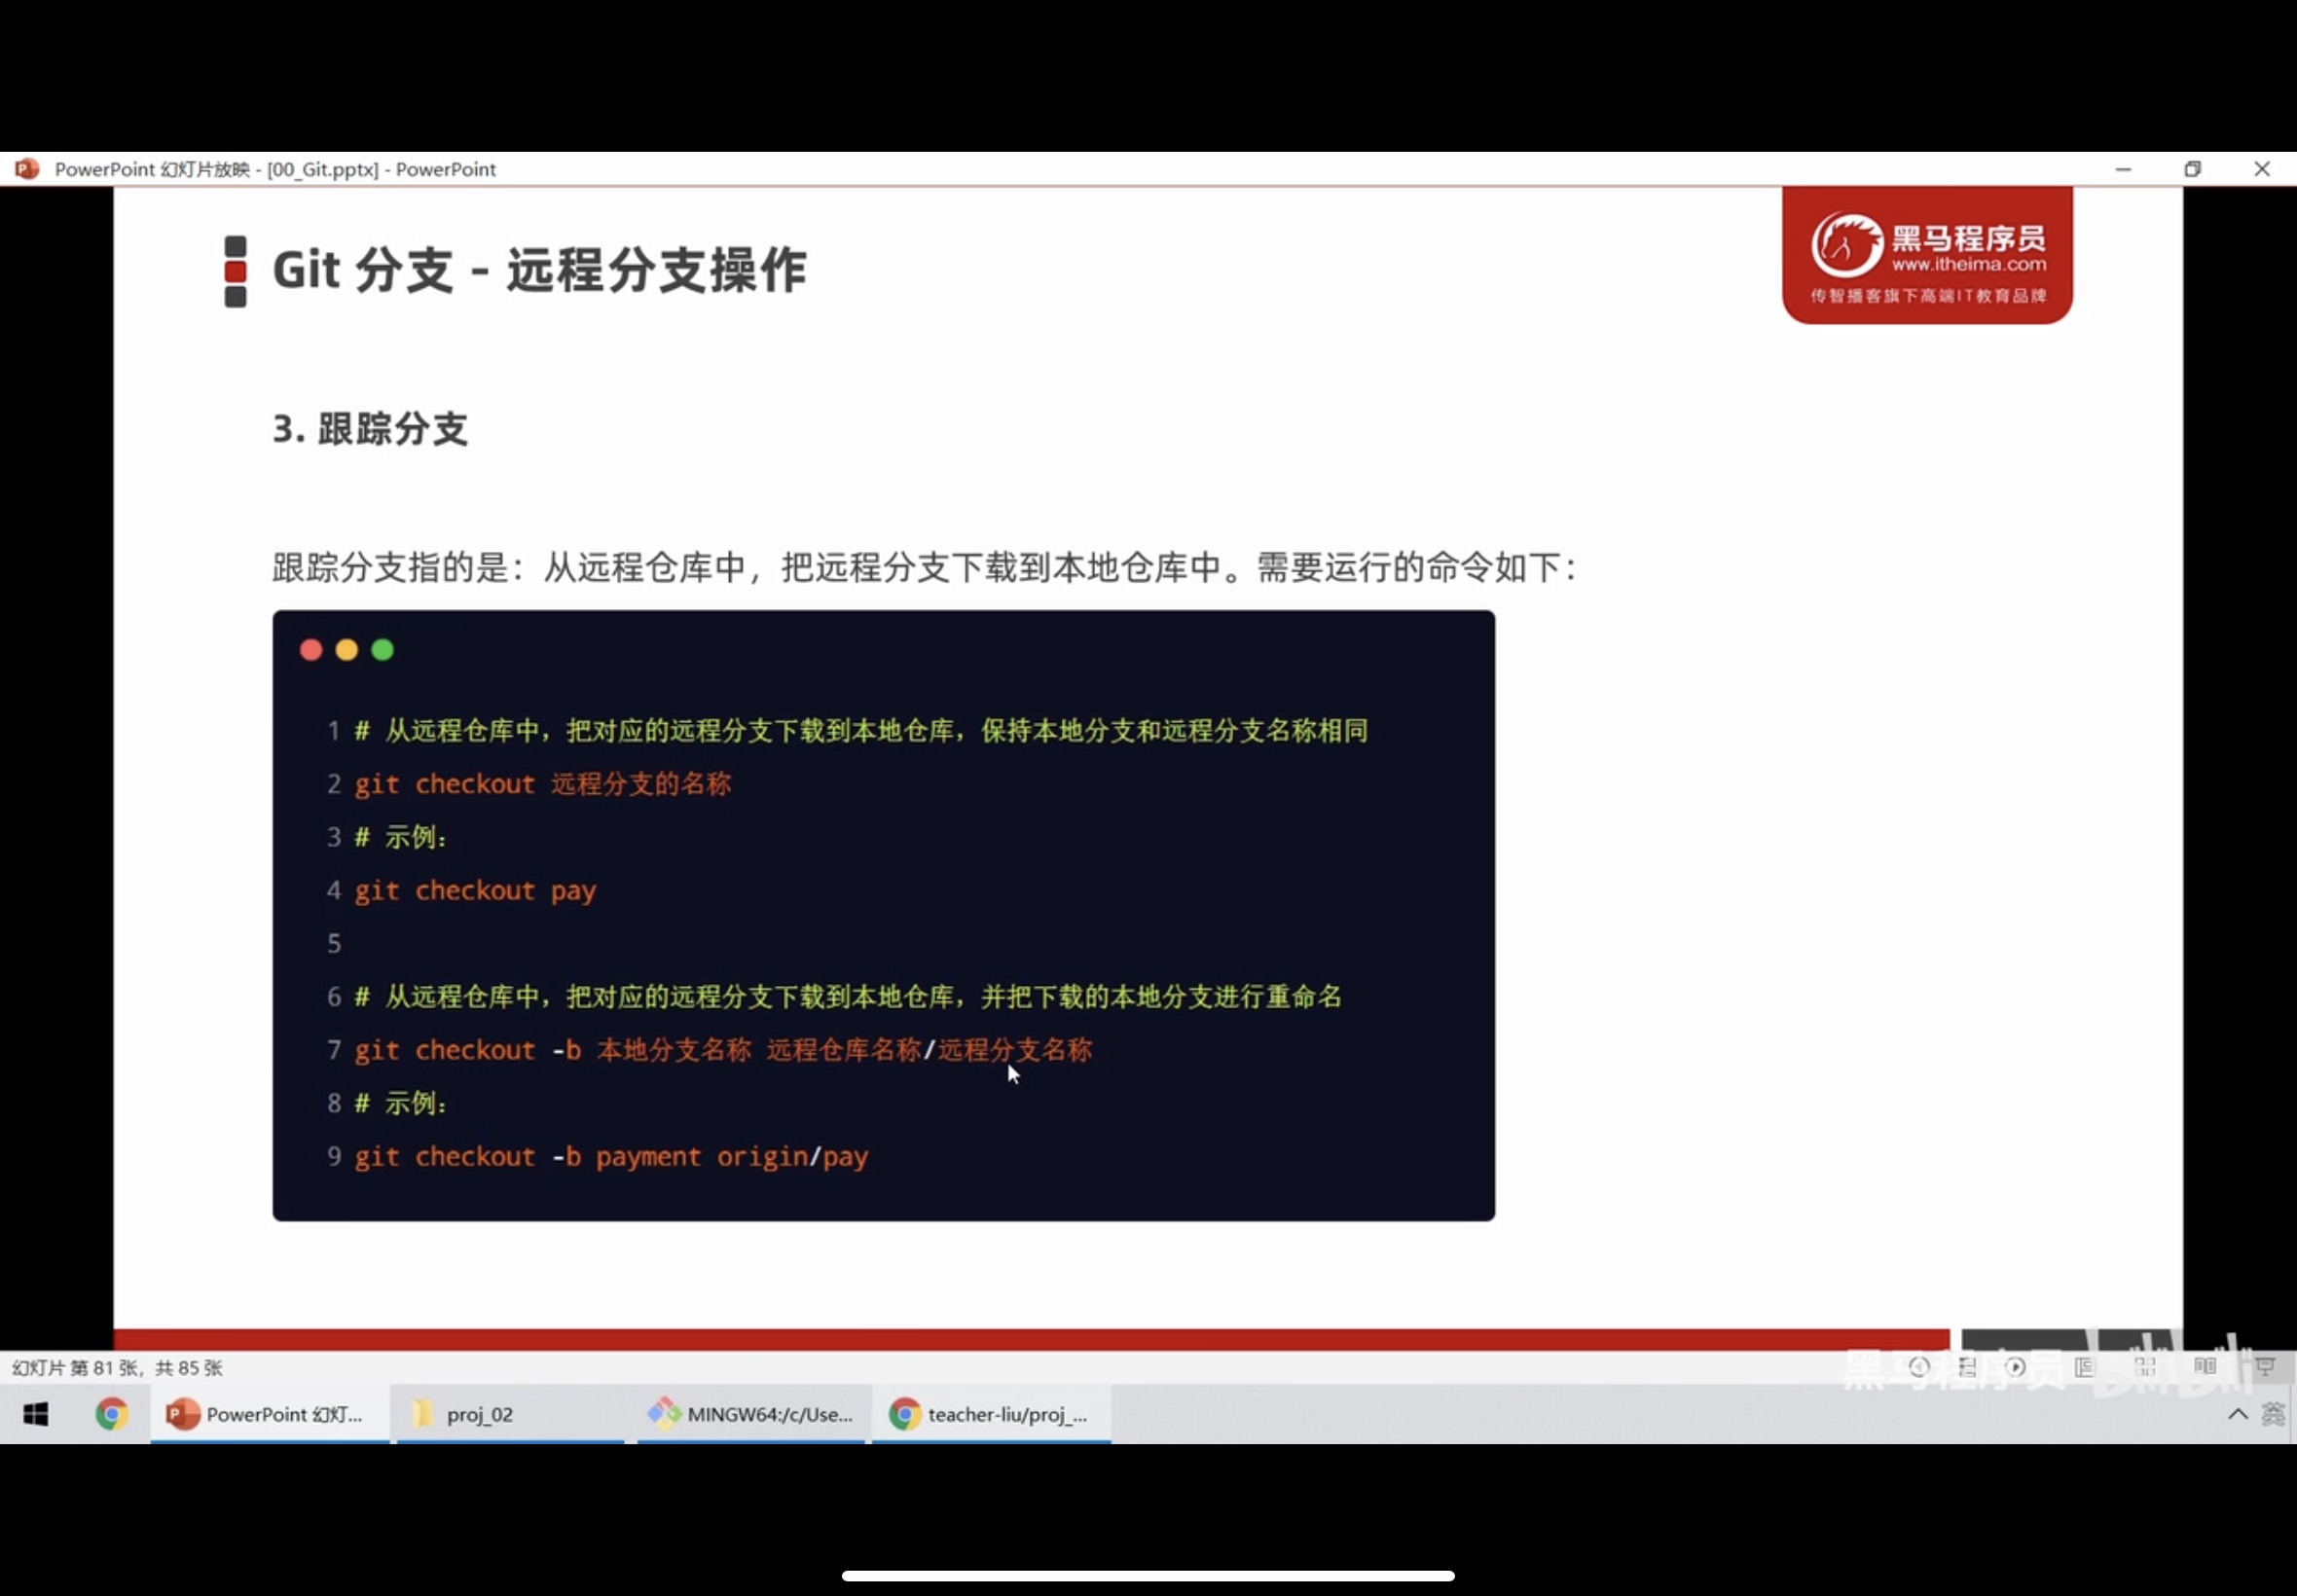 PowerPoint 幻灯片放映 - [00_Git.pptx] - PowerPoint
Git 分支 - 远程分支操作
黑马程序员
www.itheima.com
传智播客旗下高端IT教育品牌
3. 跟踪分支
跟踪分支指的是：从远程仓库中，把远程分支下载到本地仓库中。需要运行的命令如下：
1 # 从远程仓库中，把对应的远程分支下载到本地仓库，保持本地分支和远程分支名称相同
2 git checkout 远程分支的名称
3 # 示例：
4 git checkout pay
5
6 # 从远程仓库中，把对应的远程分支下载到本地仓库，并把下载的本地分支进行重命名
7 git checkout -b 本地分支名称 远程仓库名称/远程分支名称
8 # 示例：
9 git checkout -b payment origin/pay
幻灯片 第 81 张，共 85 张
黑马程序员 bilibili
PowerPoint 幻灯... proj_02 MINGW64:/c/Use... teacher-liu/proj_... 英